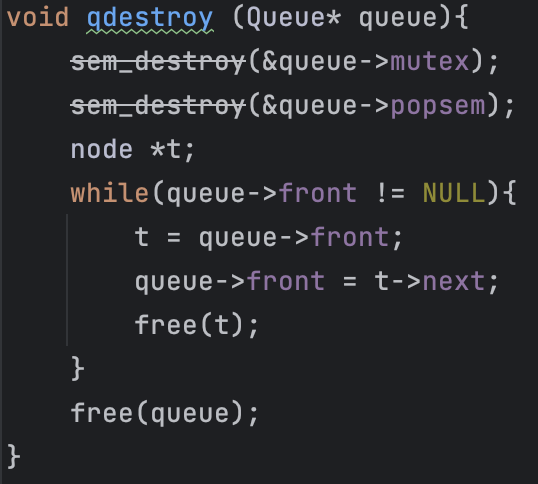 void qdestroy (Queue* queue){
    sem_destroy(&queue->mutex);
    sem_destroy(&queue->popsem);
    node *t;
    while(queue->front != NULL){
        t = queue->front;
        queue->front = t->next;
        free(t);
    }
    free(queue);
}